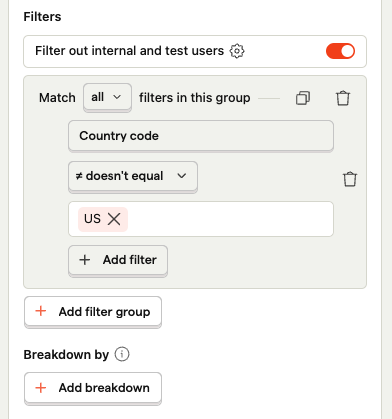 Filters
Filter out internal and test users
Match all filters in this group
Country code
≠ doesn't equal
US
+ Add filter
+ Add filter group
Breakdown by
+ Add breakdown